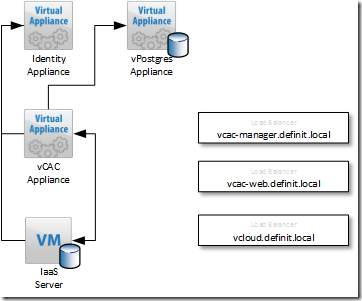 Virtual
Appliance
Identity
Appliance
Virtual
Appliance
vPostgres
Appliance
Virtual
Appliance
vCAC
Appliance
VM
IaaS
Server
Load Balancer
vcac-manager.definit.local
Load Balancer
vcac-web.definit.local
Load Balancer
vcloud.definit.local